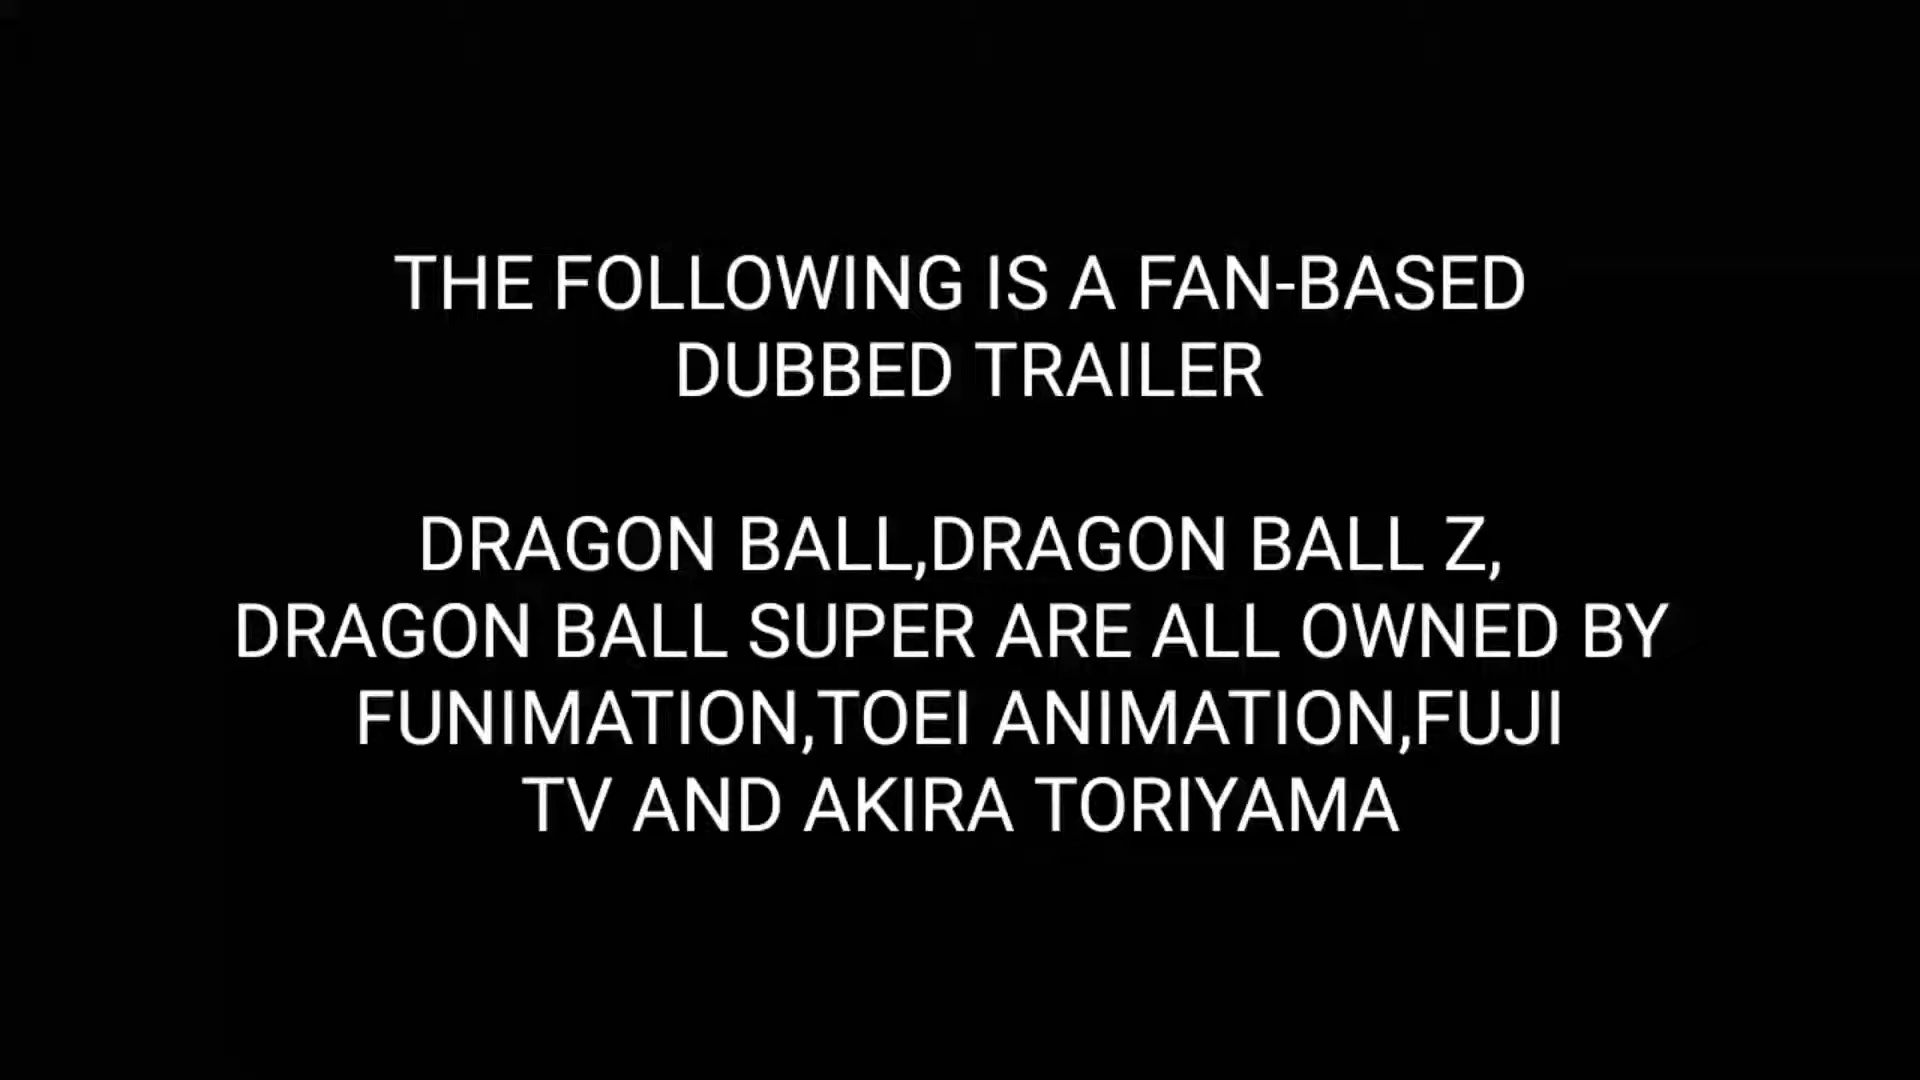 THE FOLLOWING IS A FAN-BASED
DUBBED TRAILER
DRAGON BALL,DRAGON BALL Z,
DRAGON BALL SUPER ARE ALL OWNED BY
FUNIMATION,TOEI ANIMATION,FUJI
TV AND AKIRA TORIYAMA